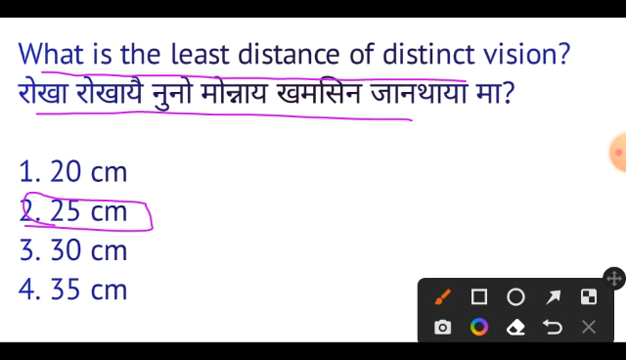 What is the least distance of distinct vision?
रोखा रोखायै नुनो मोन्नाय खमसिन जानथाया मा?
1. 20 cm
2. 25 cm
3. 30 cm
4. 35 cm